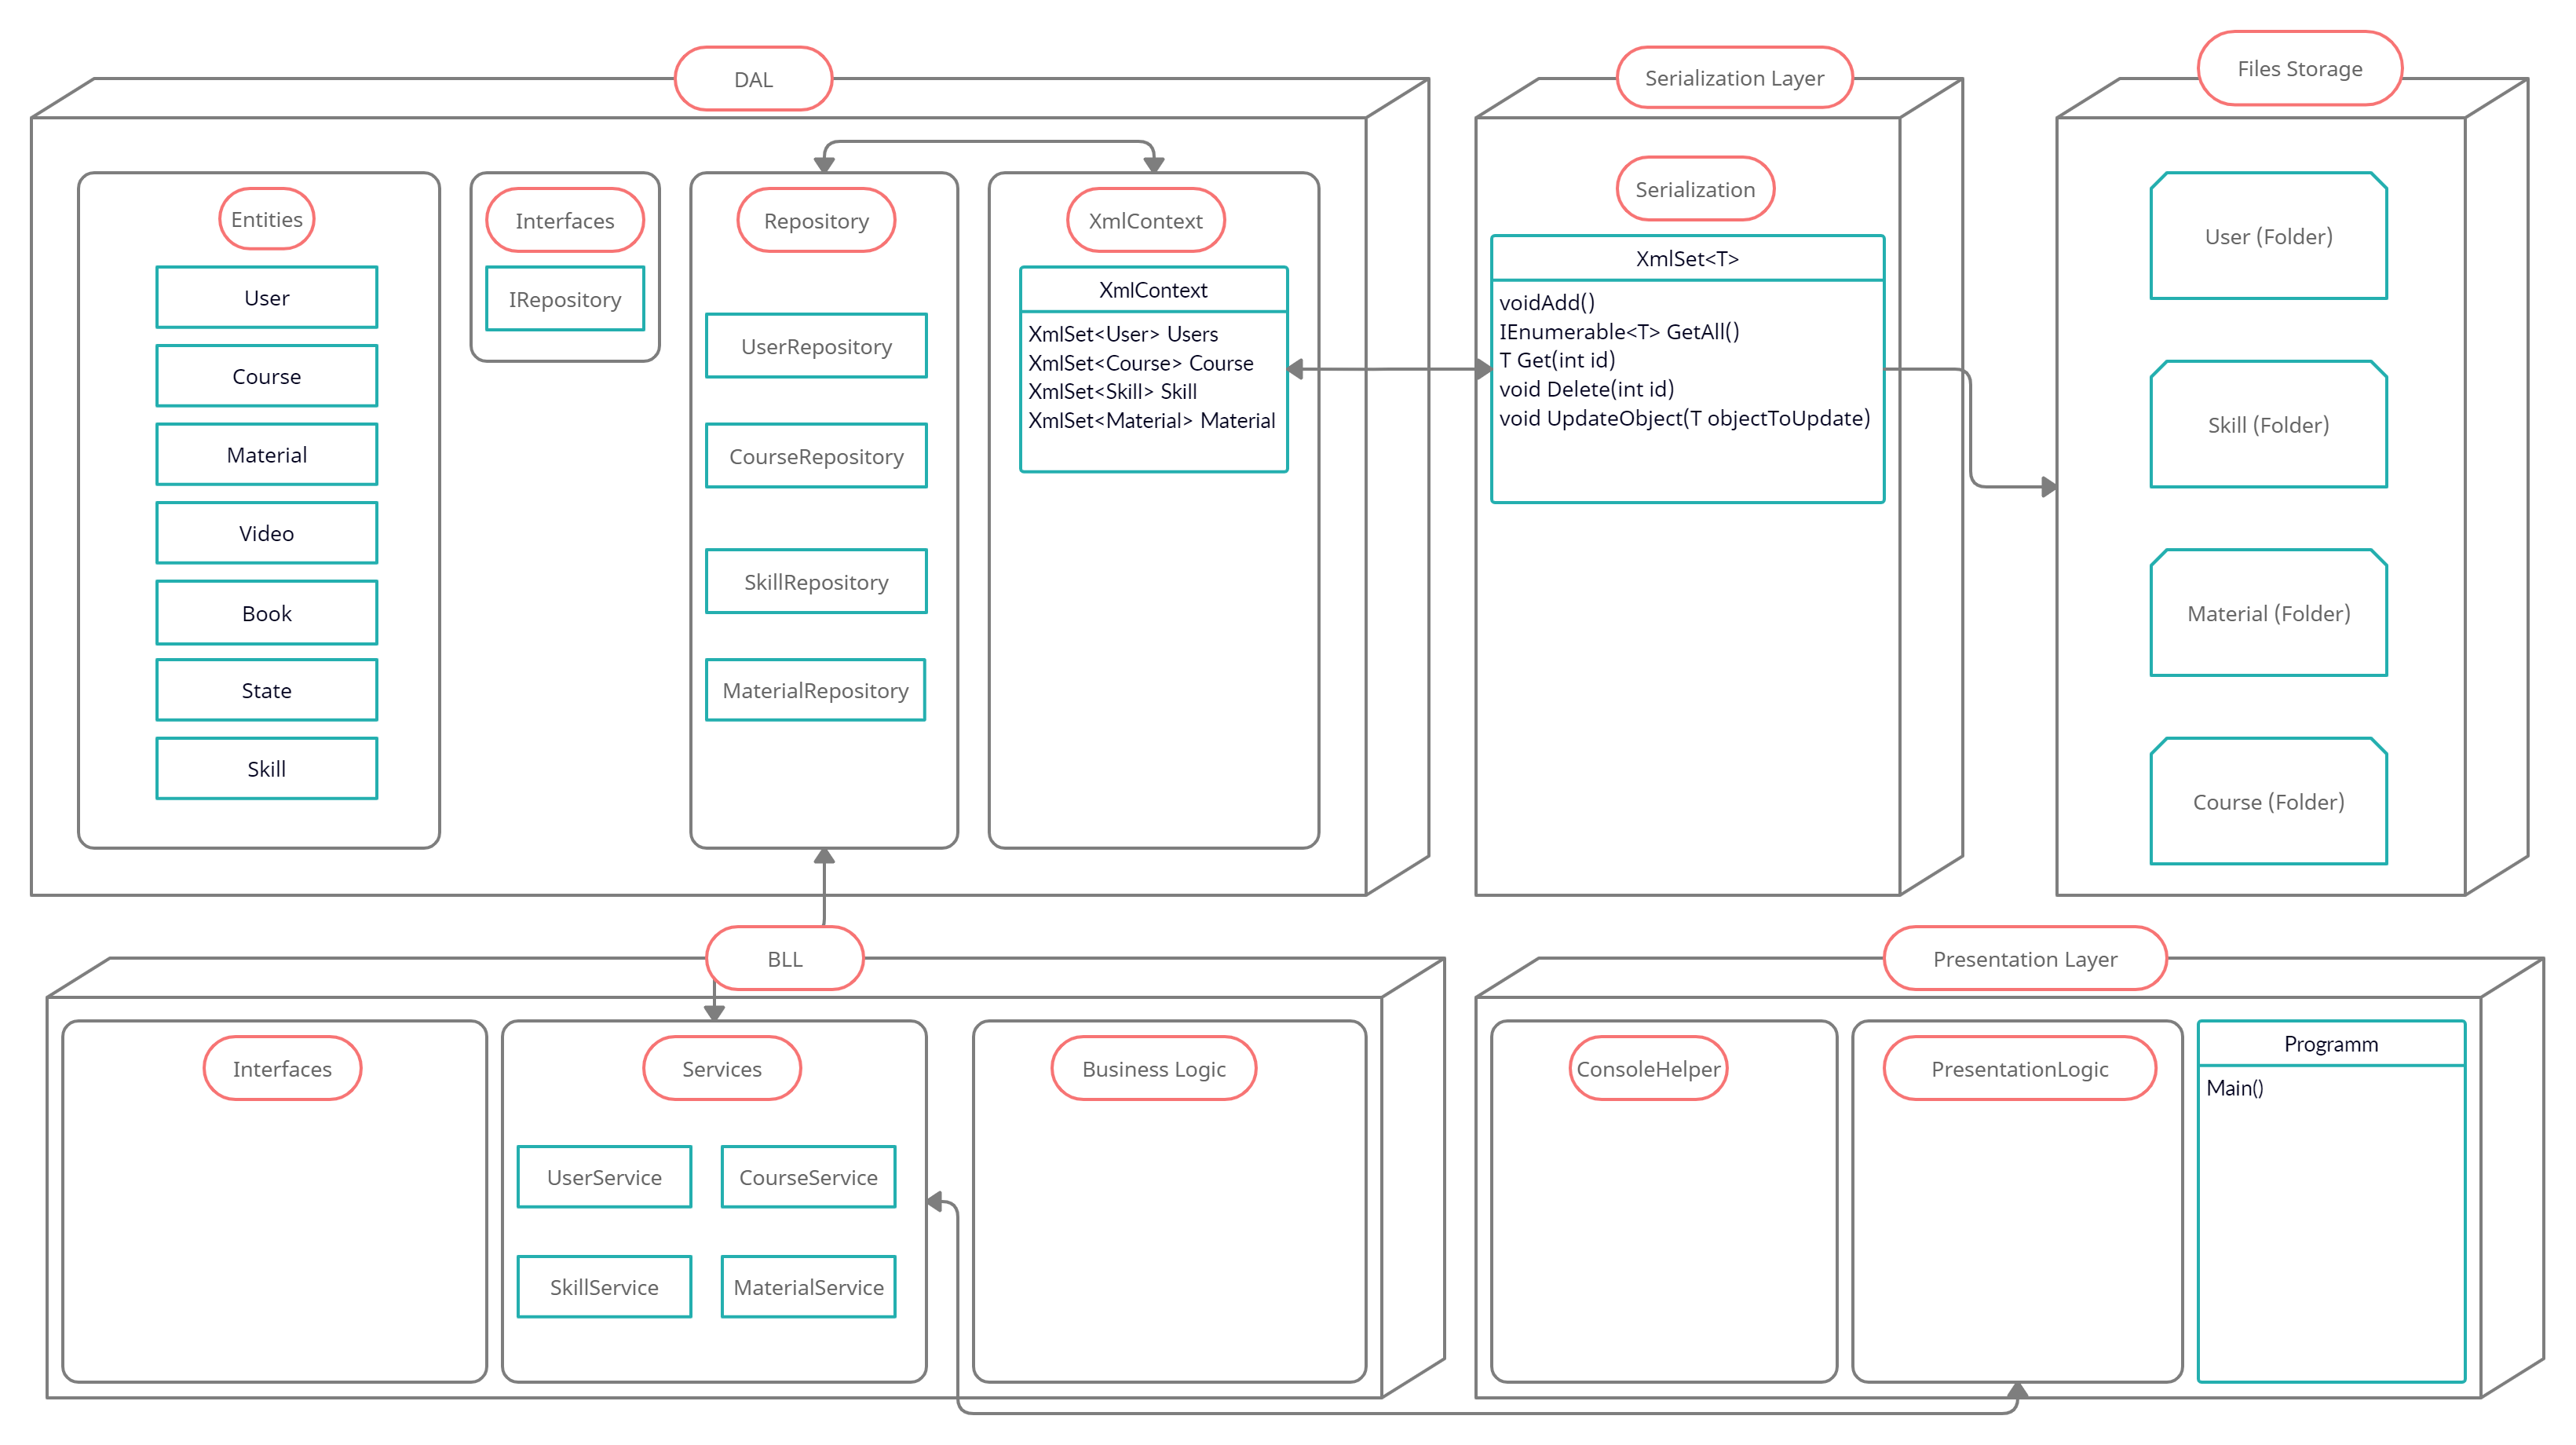 DAL
Entities
User
Course
Material
Video
Book
State
Skill
Interfaces
IRepository
Repository
UserRepository
CourseRepository
SkillRepository
MaterialRepository
XmlContext
XmlContext
XmlSet<User> Users
XmlSet<Course> Course
XmlSet<Skill> Skill
XmlSet<Material> Material
Serialization Layer
Serialization
XmlSet<T>
voidAdd()
IEnumerable<T> GetAll()
T Get(int id)
void Delete(int id)
void UpdateObject(T objectToUpdate)
Files Storage
User (Folder)
Skill (Folder)
Material (Folder)
Course (Folder)
BLL
Interfaces
Services
UserService
CourseService
SkillService
MaterialService
Business Logic
Presentation Layer
ConsoleHelper
PresentationLogic
Programm
Main()